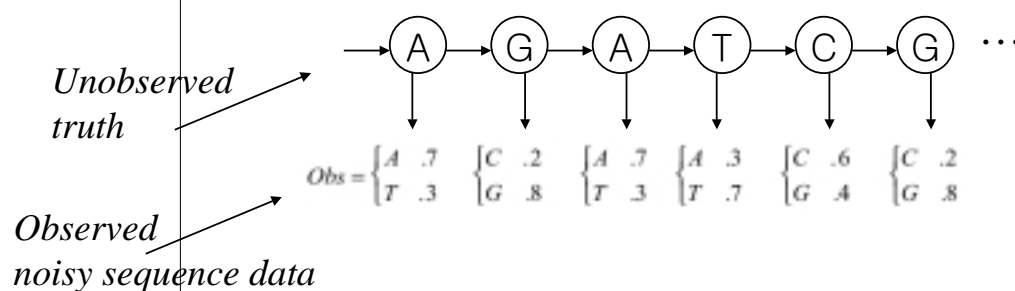 A G A T C G ...
Unobserved
truth
Obs = { A .7 { C .2 { A .7 { A .3 { C .6 { C .2
T .3 G .8 T .3 T .7 G .4 G .8
Observed
noisy sequence data